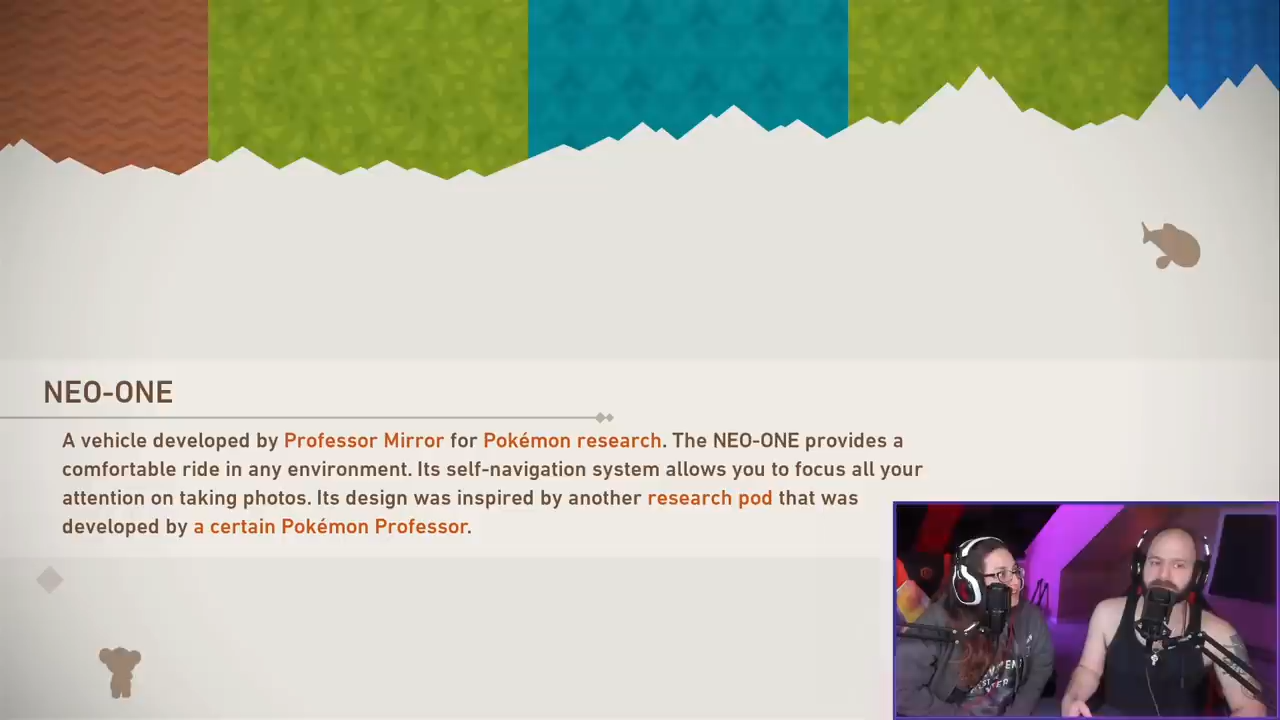 NEO-ONE
A vehicle developed by Professor Mirror for Pokémon research. The NEO-ONE provides a
comfortable ride in any environment. Its self-navigation system allows you to focus all your
attention on taking photos. Its design was inspired by another research pod that was
developed by a certain Pokémon Professor.